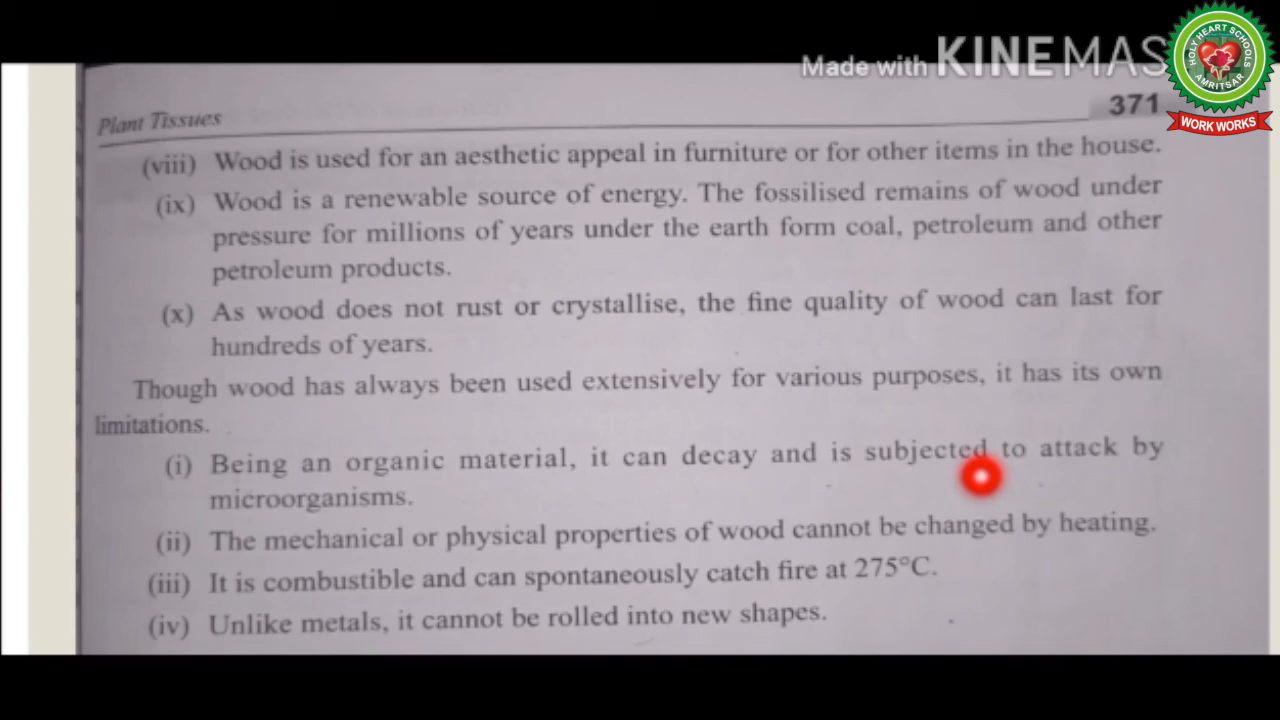 Made with KINEMAS
HOLY HEART SCHOOLS
AMRITSAR
WORK WORKS
Plant Tissues
371
(viii) Wood is used for an aesthetic appeal in furniture or for other items in the house.
(ix) Wood is a renewable source of energy. The fossilised remains of wood under
pressure for millions of years under the earth form coal, petroleum and other
petroleum products.
(x) As wood does not rust or crystallise, the fine quality of wood can last for
hundreds of years.
Though wood has always been used extensively for various purposes, it has its own
limitations.
(i) Being an organic material, it can decay and is subjected to attack by
microorganisms.
(ii) The mechanical or physical properties of wood cannot be changed by heating.
(iii) It is combustible and can spontaneously catch fire at 275°C.
(iv) Unlike metals, it cannot be rolled into new shapes.